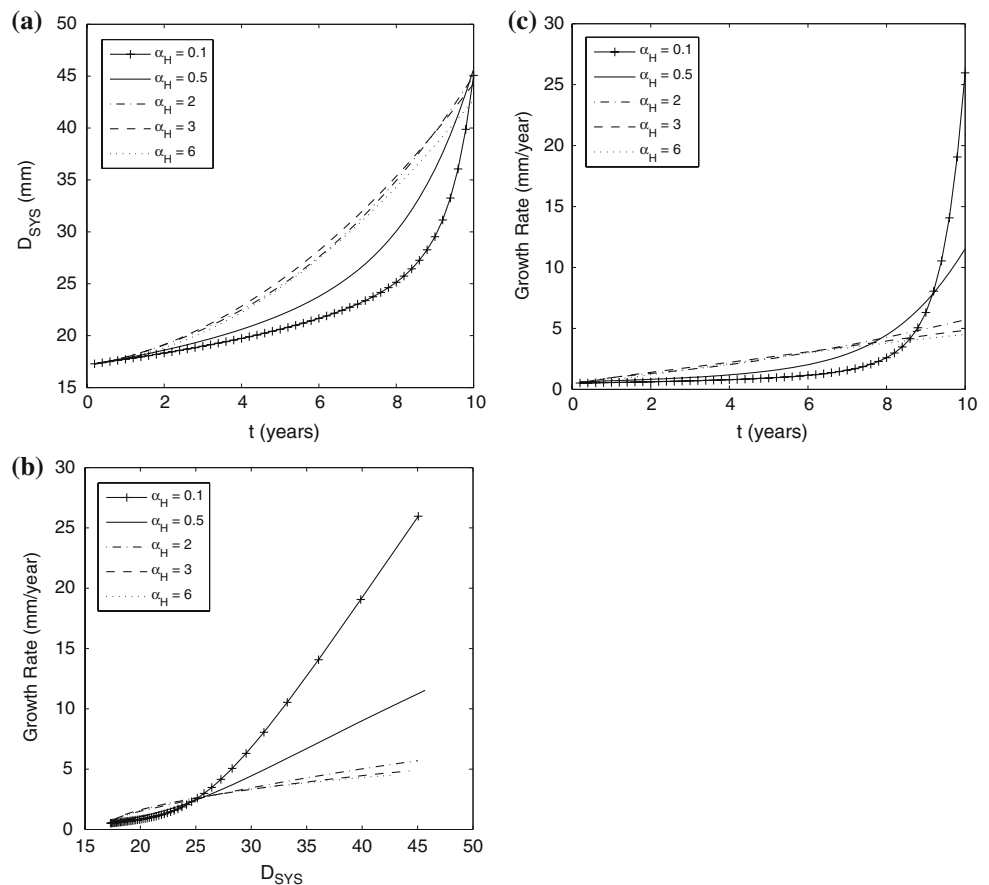 (a)
50
45
40
35
30
25
20
15
D_SYS (mm)
α_H = 0.1
α_H = 0.5
α_H = 2
α_H = 3
α_H = 6
0 2 4 6 8 10
t (years)
(c)
30
25
20
15
10
5
0
Growth Rate (mm/year)
α_H = 0.1
α_H = 0.5
α_H = 2
α_H = 3
α_H = 6
0 2 4 6 8 10
t (years)
(b)
30
25
20
15
10
5
0
Growth Rate (mm/year)
α_H = 0.1
α_H = 0.5
α_H = 2
α_H = 3
α_H = 6
15 20 25 30 35 40 45 50
D_SYS